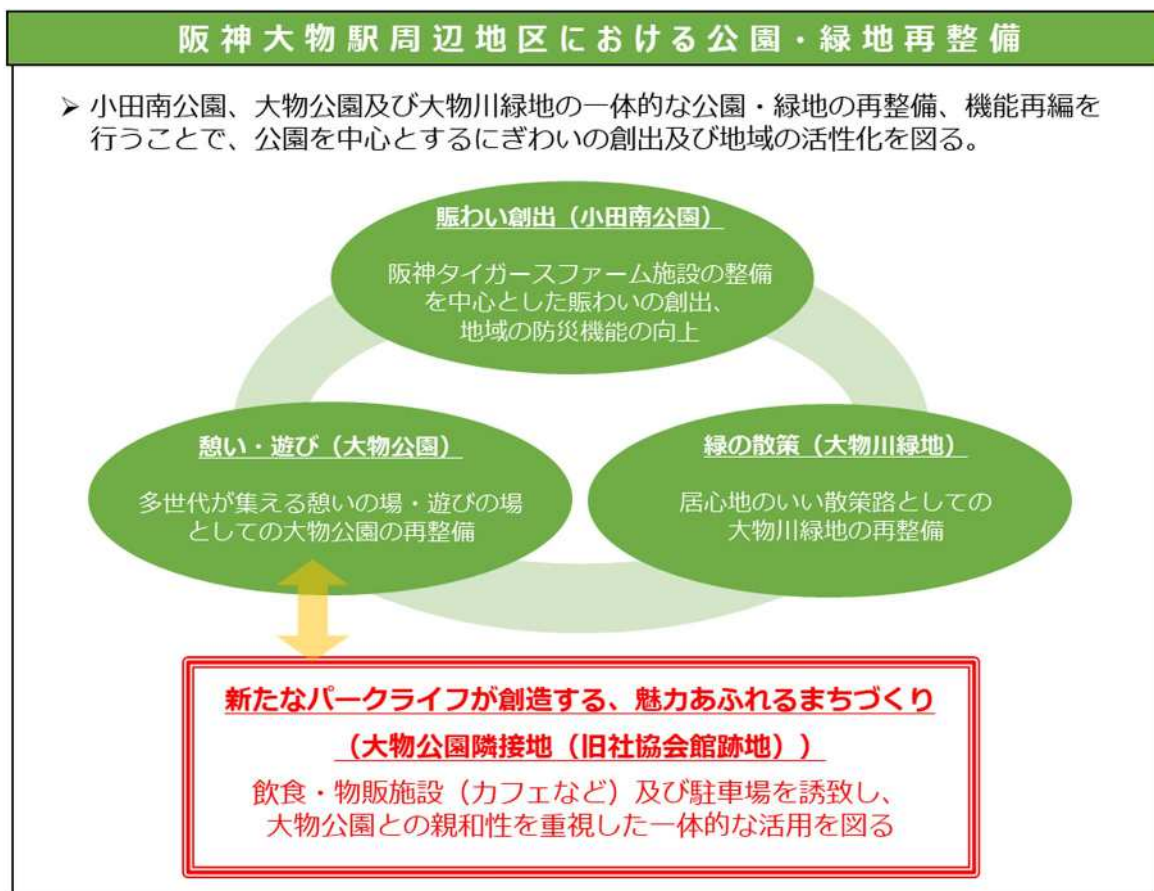 阪神大物駅周辺地区における公園・緑地再整備
➢ 小田南公園、大物公園及び大物川緑地の一体的な公園・緑地の再整備、機能再編を
行うことで、公園を中心とするにぎわいの創出及び地域の活性化を図る。
賑わい創出（小田南公園）
阪神タイガースファーム施設の整備
を中心とした賑わいの創出、
地域の防災機能の向上
憩い・遊び（大物公園）
多世代が集える憩いの場・遊びの場
としての大物公園の再整備
緑の散策（大物川緑地）
居心地のいい散策路としての
大物川緑地の再整備
新たなパークライフが創造する、魅力あふれるまちづくり
（大物公園隣接地（旧社協会館跡地））
飲食・物販施設（カフェなど）及び駐車場を誘致し、
大物公園との親和性を重視した一体的な活用を図る